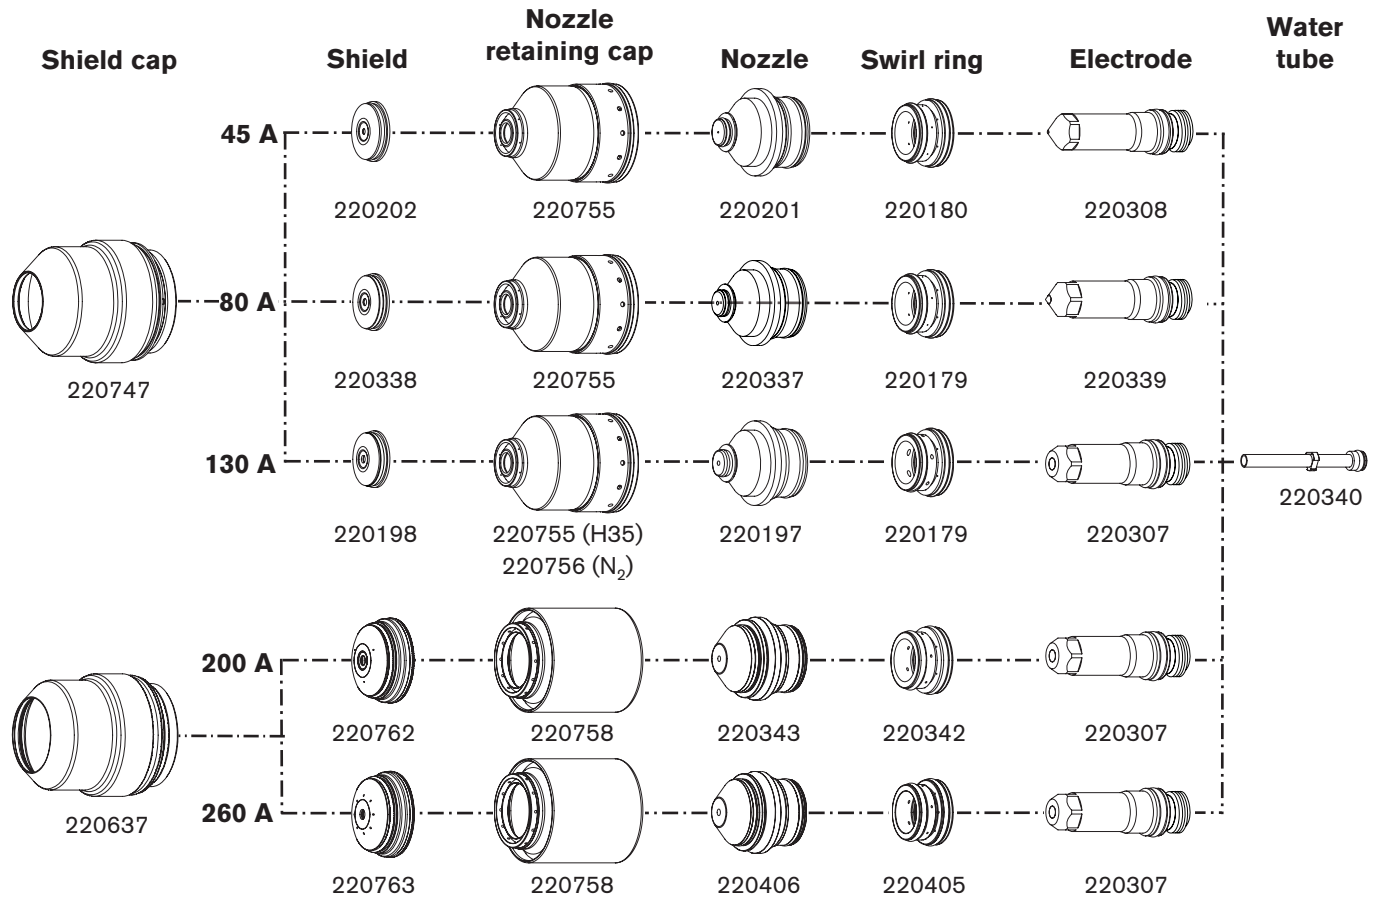 Shield cap
Shield
Nozzle
retaining cap
Nozzle
Swirl ring
Electrode
Water
tube
45 A
220202
220755
220201
220180
220308
80 A
220747
220338
220755
220337
220179
220339
130 A
220198
220755 (H35)
220756 (N₂)
220197
220179
220307
220340
200 A
220762
220758
220343
220342
220307
220637
260 A
220763
220758
220406
220405
220307